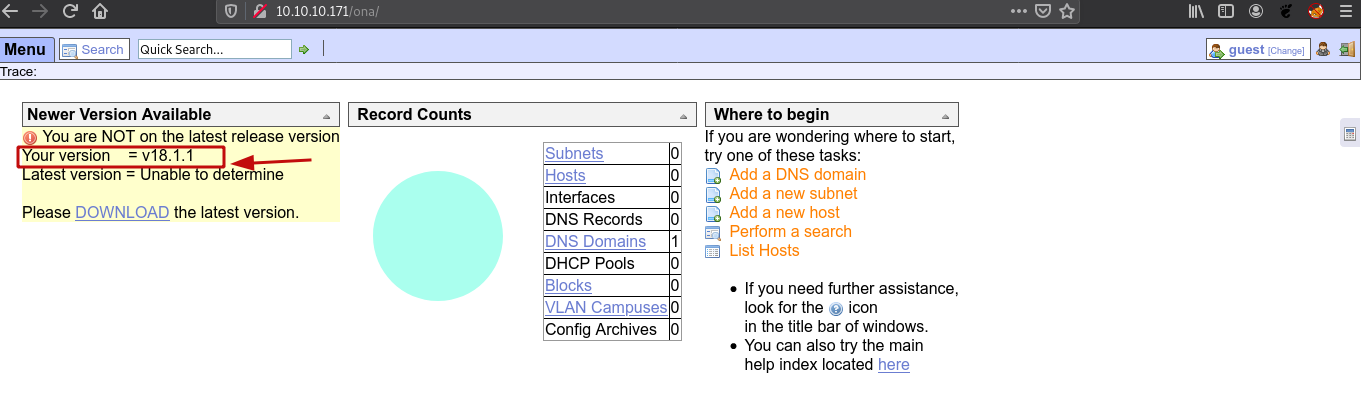 10.10.10.171/ona/
Menu Search Quick Search... guest [Change]
Trace:
Newer Version Available
You are NOT on the latest release version
Your version = v18.1.1
Latest version = Unable to determine
Please DOWNLOAD the latest version.
Record Counts
Subnets 0
Hosts 0
Interfaces 0
DNS Records 0
DNS Domains 1
DHCP Pools 0
Blocks 0
VLAN Campuses 0
Config Archives 0
Where to begin
If you are wondering where to start,
try one of these tasks:
Add a DNS domain
Add a new subnet
Add a new host
Perform a search
List Hosts
• If you need further assistance,
look for the icon
in the title bar of windows.
• You can also try the main
help index located here